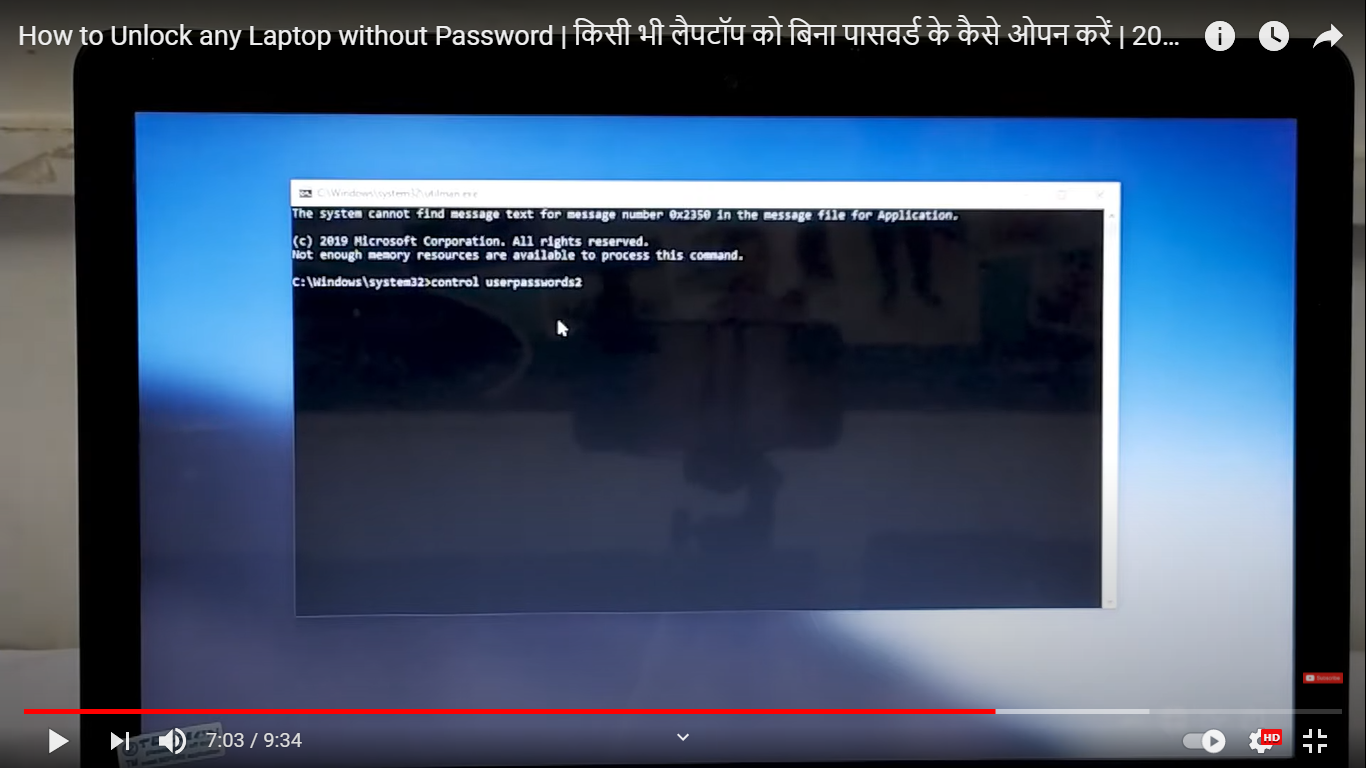 How to Unlock any Laptop without Password | किसी भी लैपटॉप को बिना पासवर्ड के कैसे ओपन करें | 20...
C:\Windows\system32\utilman.exe
The system cannot find message text for message number 0x2350 in the message file for Application.
(c) 2019 Microsoft Corporation. All rights reserved.
Not enough memory resources are available to process this command.
C:\Windows\system32>control userpasswords2
Subscribe
7:03 / 9:34
HD